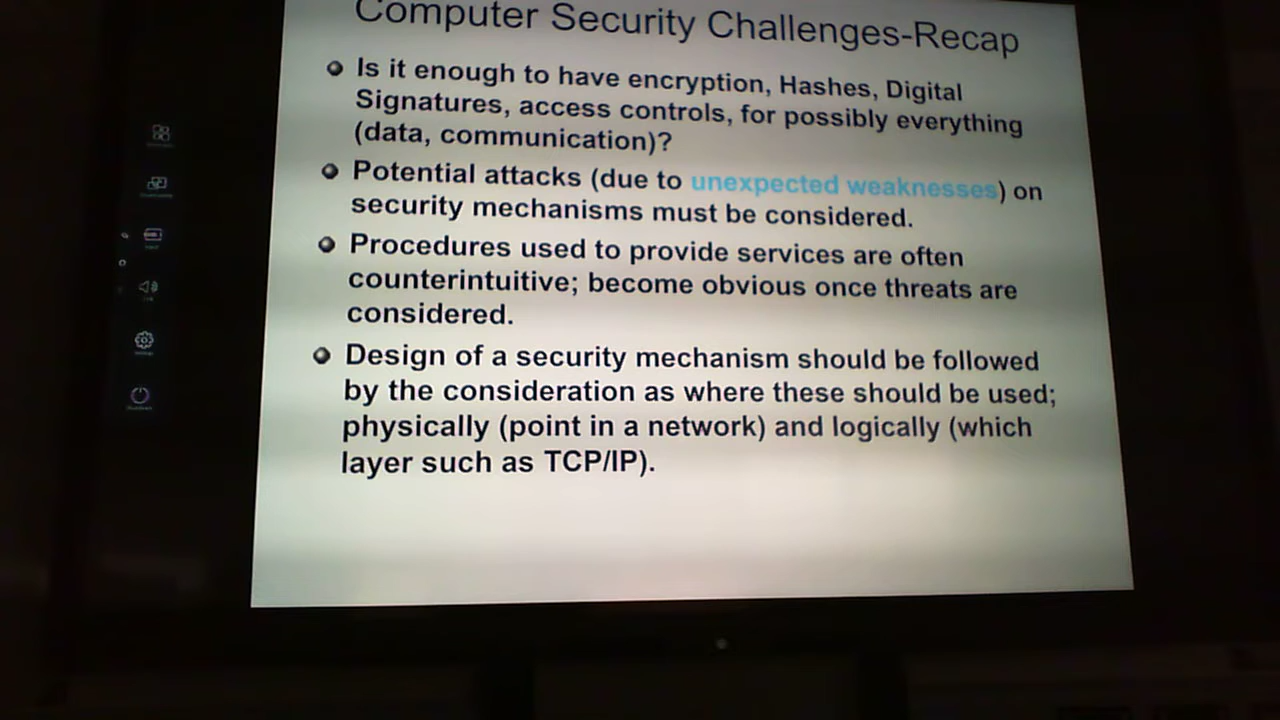 Computer Security Challenges-Recap
Is it enough to have encryption, Hashes, Digital
Signatures, access controls, for possibly everything
(data, communication)?
Potential attacks (due to unexpected weaknesses) on
security mechanisms must be considered.
Procedures used to provide services are often
counterintuitive; become obvious once threats are
considered.
Design of a security mechanism should be followed
by the consideration as where these should be used;
physically (point in a network) and logically (which
layer such as TCP/IP).